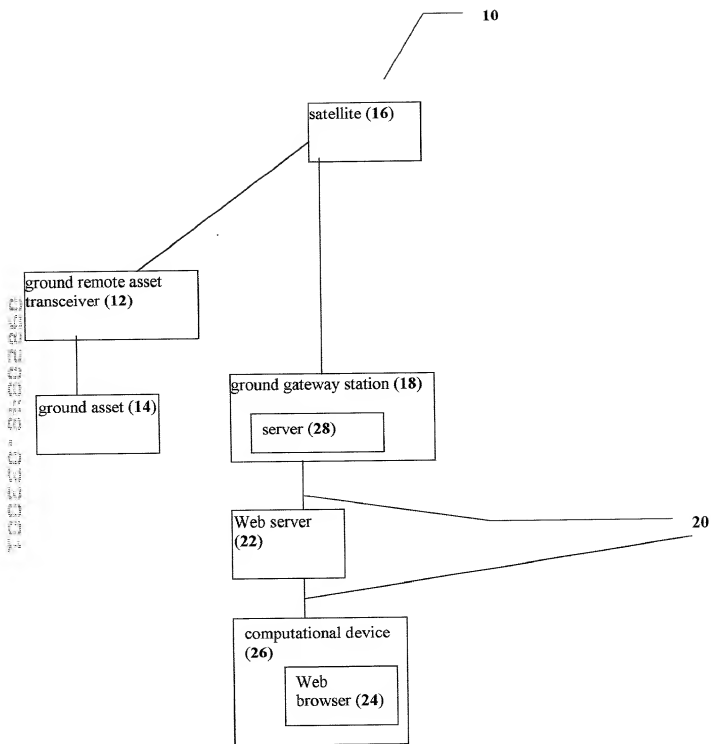 10
satellite (16)
ground remote asset
transceiver (12)
ground asset (14)
ground gateway station (18)
server (28)
Web server
(22)
20
computational device
(26)
Web
browser (24)